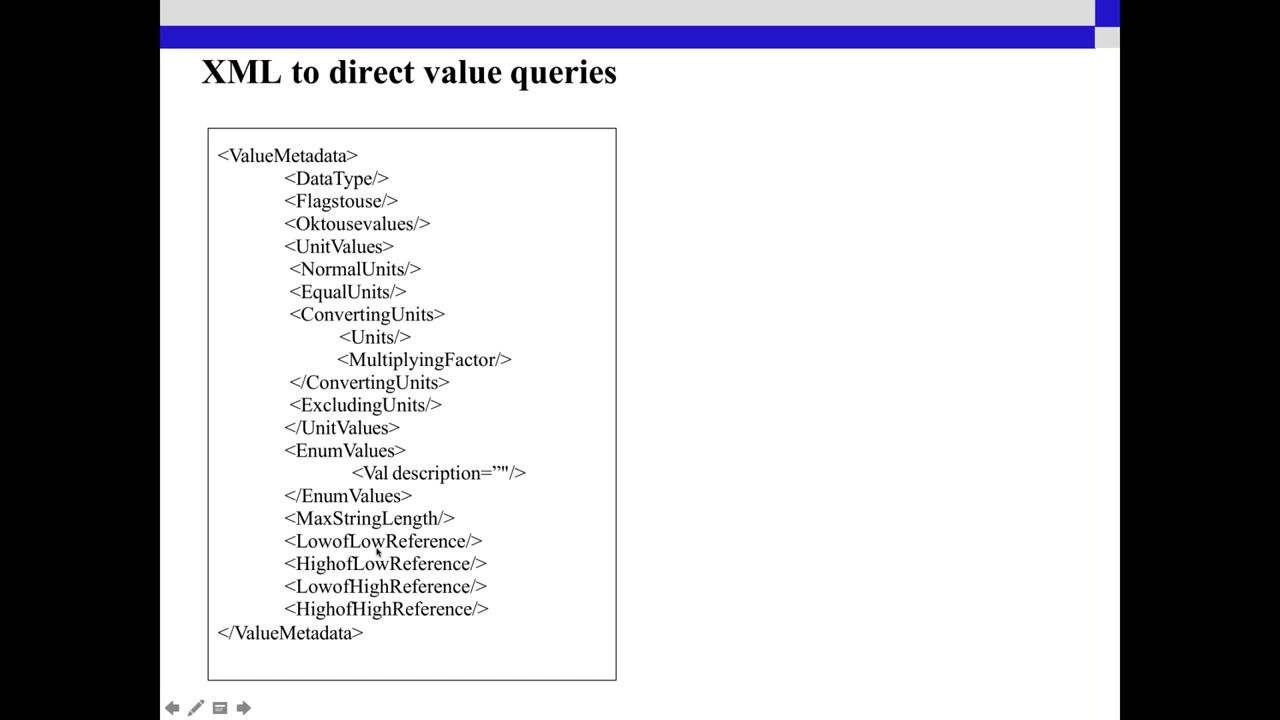 XML to direct value queries
<ValueMetadata>
<DataType/>
<Flagstouse/>
<Oktousevalues/>
<UnitValues>
<NormalUnits/>
<EqualUnits/>
<ConvertingUnits>
<Units/>
<MultiplyingFactor/>
</ConvertingUnits>
<ExcludingUnits/>
</UnitValues>
<EnumValues>
<Val description=”"/>
</EnumValues>
<MaxStringLength/>
<LowofLowReference/>
<HighofLowReference/>
<LowofHighReference/>
<HighofHighReference/>
</ValueMetadata>